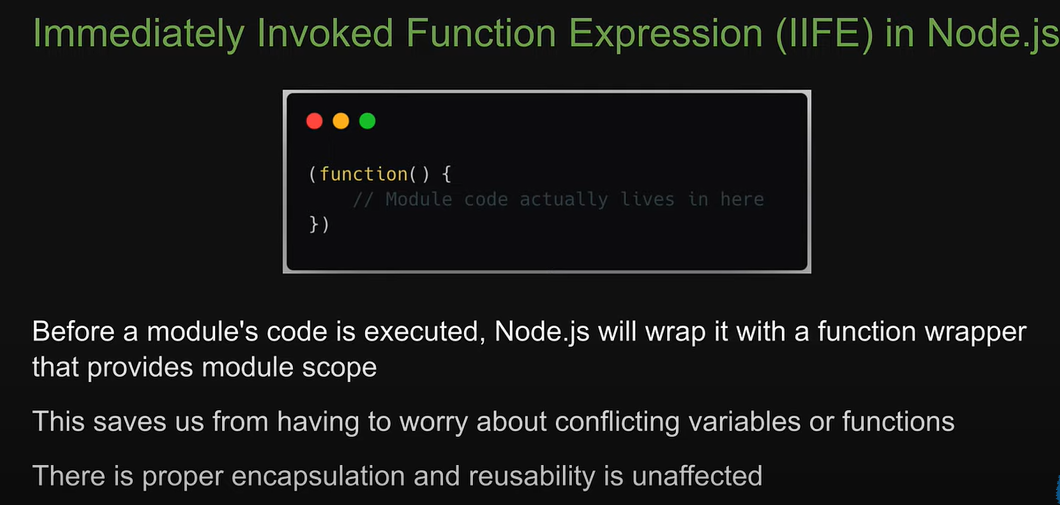 Immediately Invoked Function Expression (IIFE) in Node.js
(function() {
    // Module code actually lives in here
})
Before a module's code is executed, Node.js will wrap it with a function wrapper
that provides module scope
This saves us from having to worry about conflicting variables or functions
There is proper encapsulation and reusability is unaffected